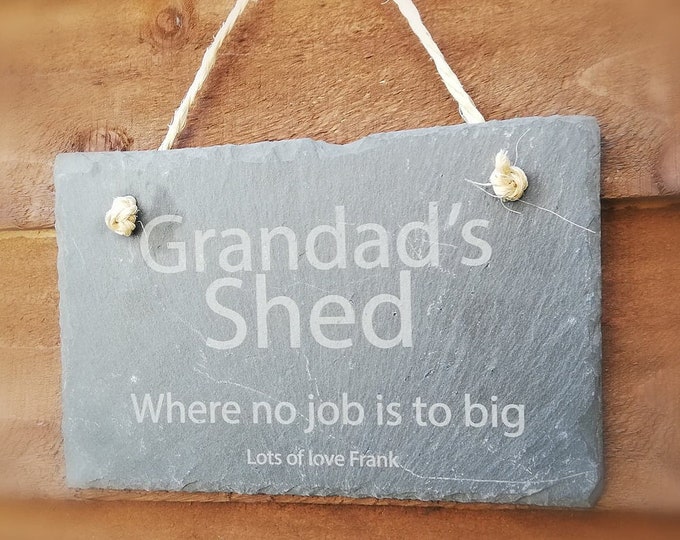 Grandad's
Shed
Where no job is to big
Lots of love Frank